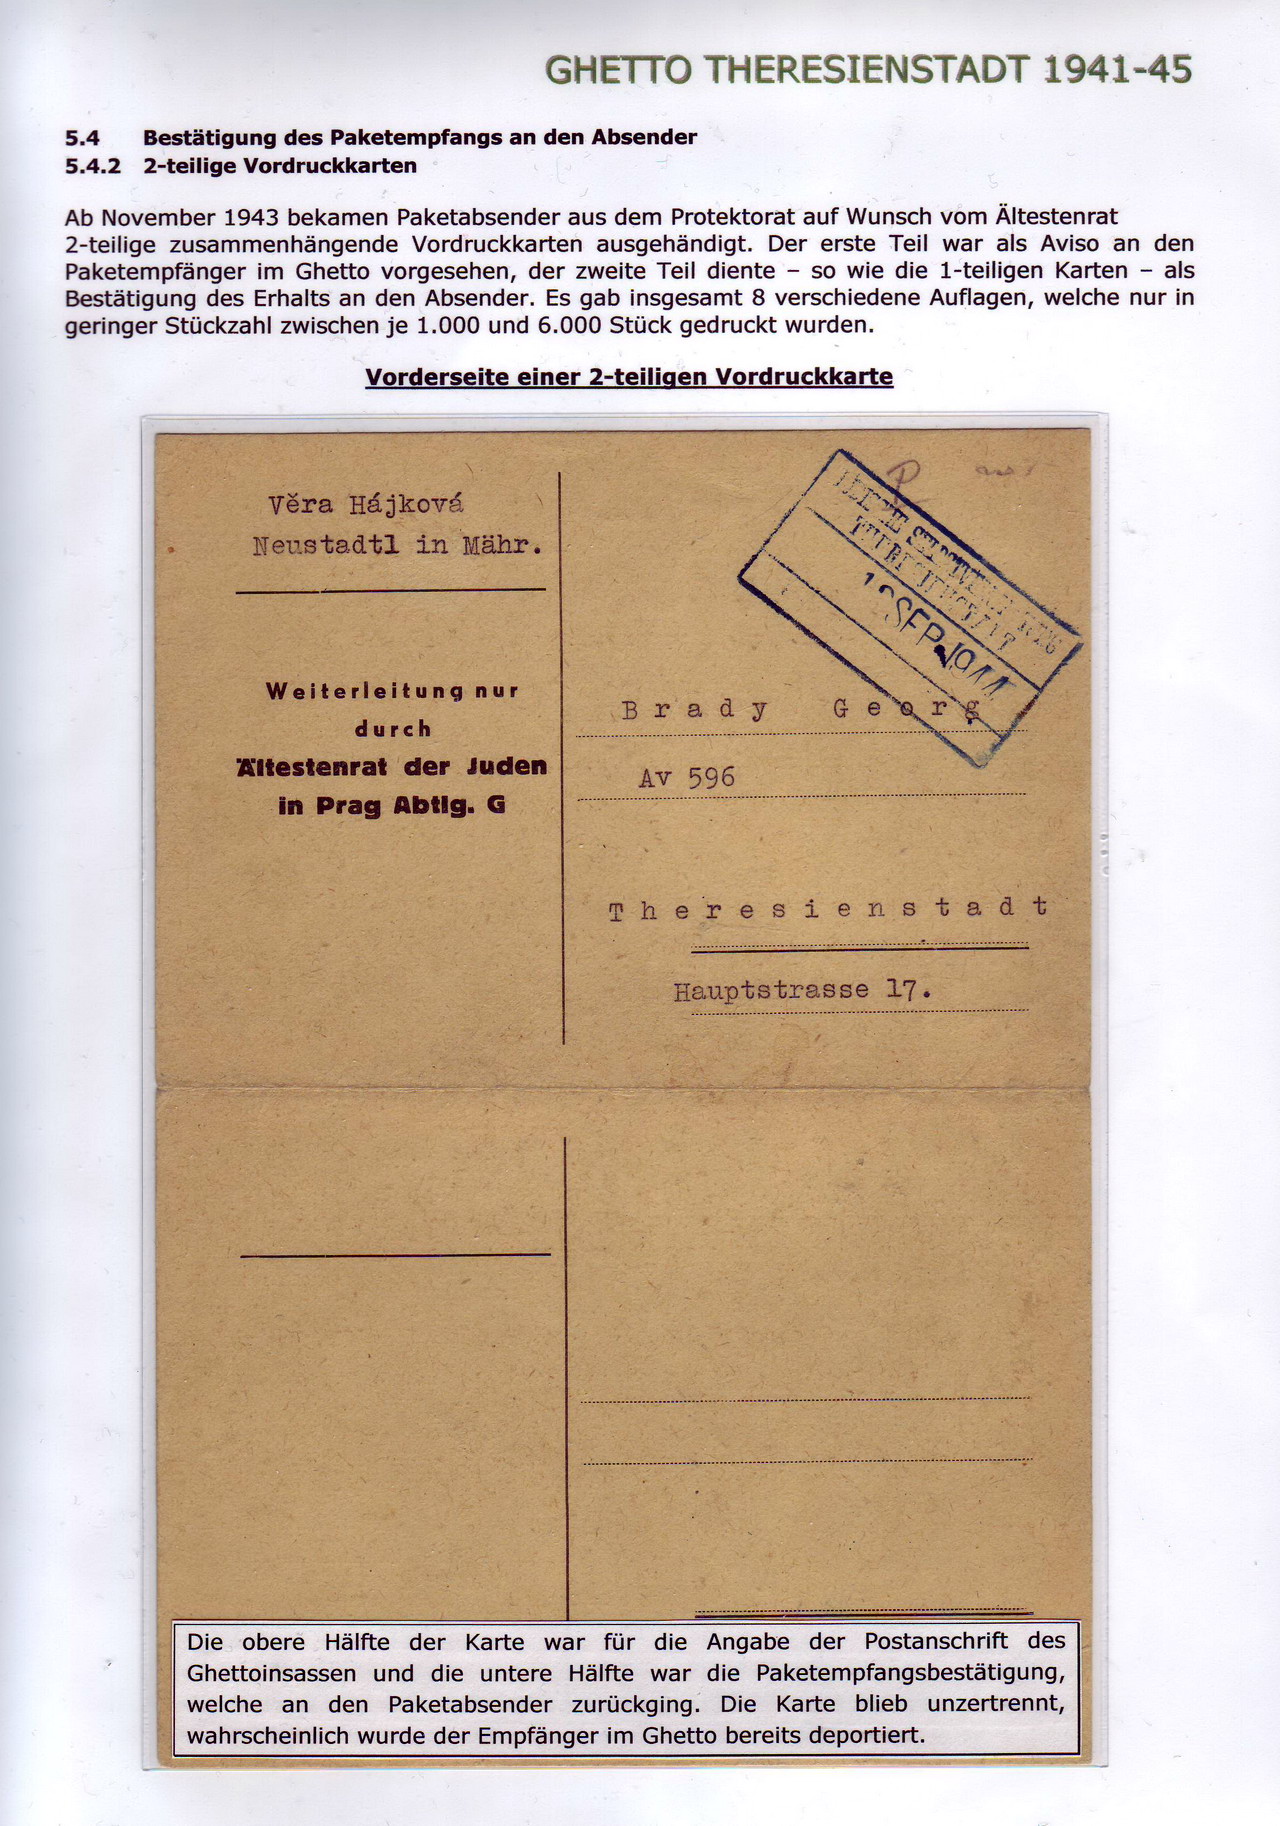 GHETTO THERESIENSTADT 1941-45
5.4 Bestätigung des Paketempfangs an den Absender
5.4.2 2-teilige Vordruckkarten
Ab November 1943 bekamen Paketabsender aus dem Protektorat auf Wunsch vom Ältestenrat
2-teilige zusammenhängende Vordruckkarten ausgehändigt. Der erste Teil war als Aviso an den
Paketempfänger im Ghetto vorgesehen, der zweite Teil diente – so wie die 1-teiligen Karten – als
Bestätigung des Erhalts an den Absender. Es gab insgesamt 8 verschiedene Auflagen, welche nur in
geringer Stückzahl zwischen je 1.000 und 6.000 Stück gedruckt wurden.
Vorderseite einer 2-teiligen Vordruckkarte
Věra Hájková
Neustadtl in Mähr.
Weiterleitung nur
durch
Ältestenrat der Juden
in Prag Abtlg. G
SEP. 1944
Brady Georg
Av 596
Theresienstadt
Hauptstrasse 17.
Die obere Hälfte der Karte war für die Angabe der Postanschrift des
Ghettoinsassen und die untere Hälfte war die Paketempfangsbestätigung,
welche an den Paketabsender zurückging. Die Karte blieb unzertrennt,
wahrscheinlich wurde der Empfänger im Ghetto bereits deportiert.